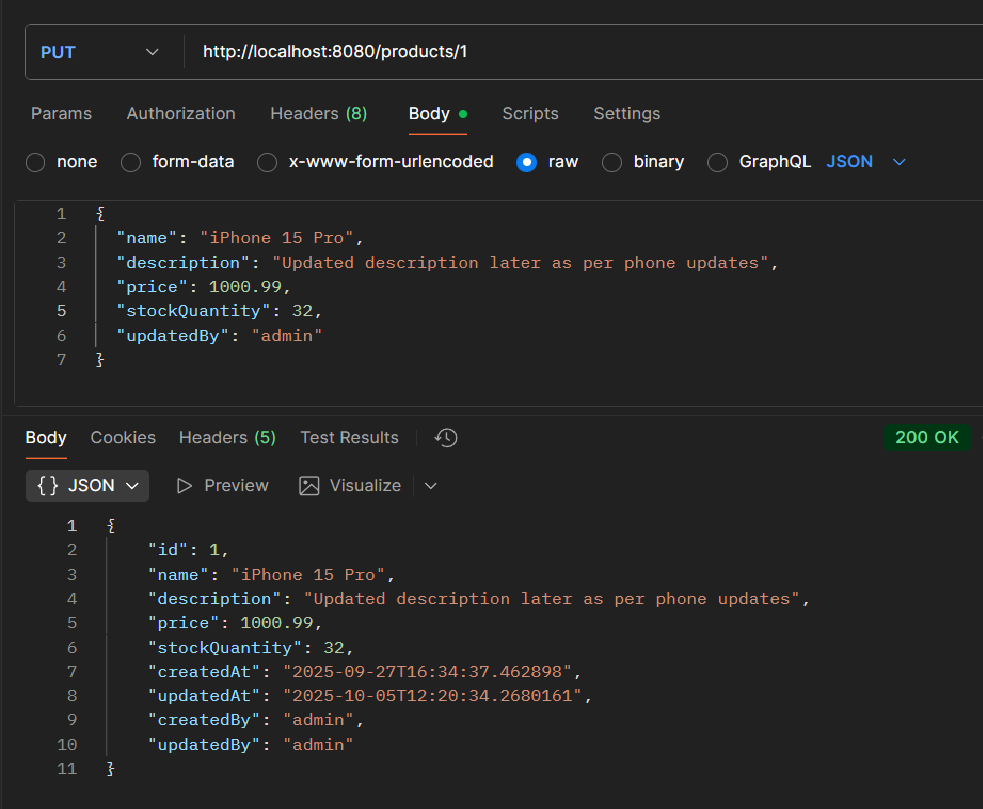 PUT http://localhost:8080/products/1
Params Authorization Headers (8) Body Scripts Settings
none form-data x-www-form-urlencoded raw binary GraphQL JSON
1 {
2 "name": "iPhone 15 Pro",
3 "description": "Updated description later as per phone updates",
4 "price": 1000.99,
5 "stockQuantity": 32,
6 "updatedBy": "admin"
7 }
Body Cookies Headers (5) Test Results 200 OK
{} JSON Preview Visualize
1 {
2 "id": 1,
3 "name": "iPhone 15 Pro",
4 "description": "Updated description later as per phone updates",
5 "price": 1000.99,
6 "stockQuantity": 32,
7 "createdAt": "2025-09-27T16:34:37.462898",
8 "updatedAt": "2025-10-05T12:20:34.2680161",
9 "createdBy": "admin",
10 "updatedBy": "admin"
11 }